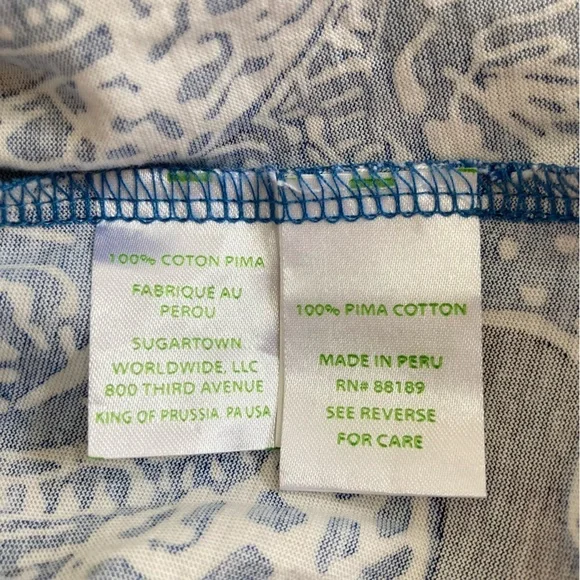 100% COTON PIMA
FABRIQUÉ AU
PEROU
SUGARTOWN
WORLDWIDE, LLC
800 THIRD AVENUE
KING OF PRUSSIA, PA USA
100% PIMA COTTON
MADE IN PERU
RN# 88189
SEE REVERSE
FOR CARE